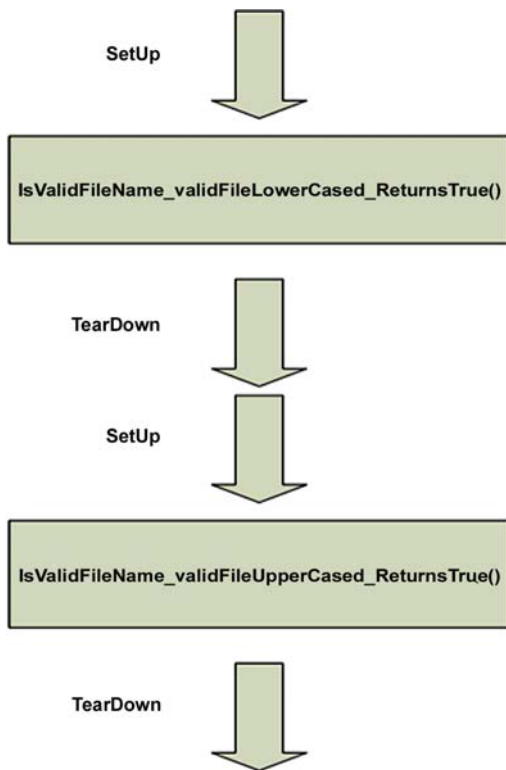 SetUp
IsValidFileName_validFileLowerCased_ReturnsTrue()
TearDown
SetUp
IsValidFileName_validFileUpperCased_ReturnsTrue()
TearDown